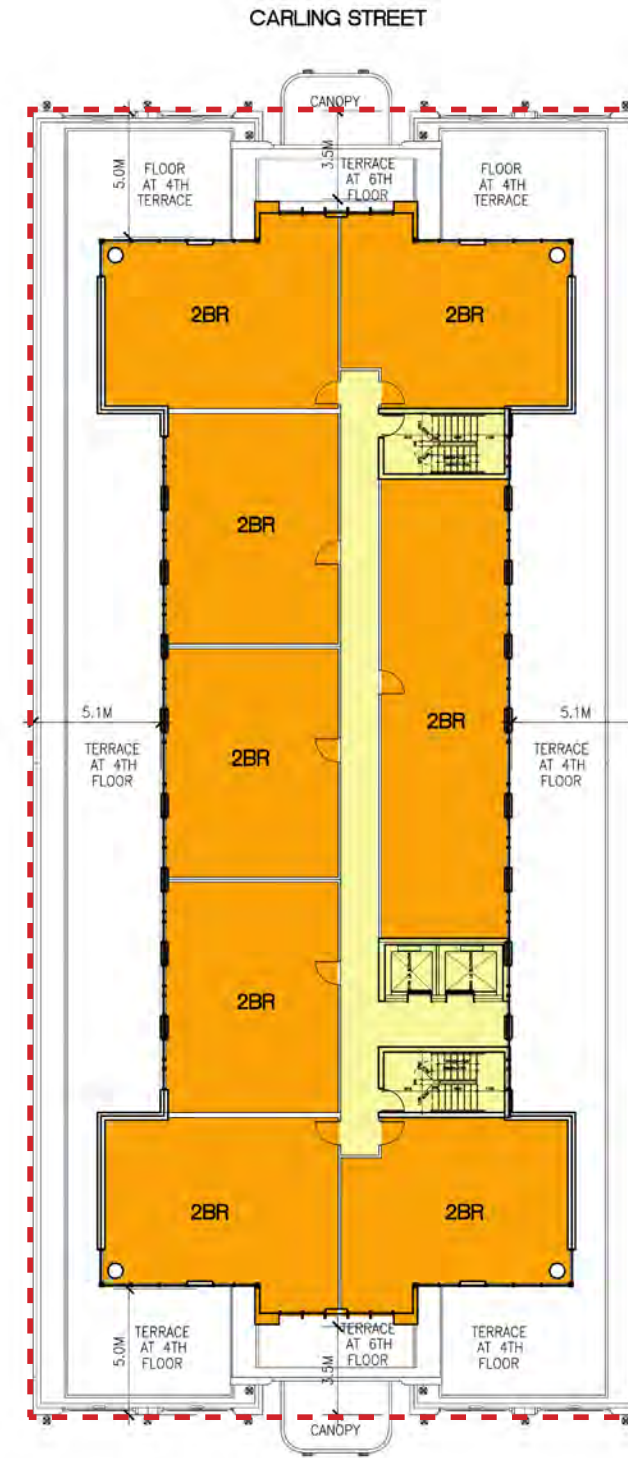 CARLING STREET
CANOPY
5.0M
FLOOR
AT 4TH
TERRACE
3.5M
TERRACE
AT 6TH
FLOOR
FLOOR
AT 4TH
TERRACE
2BR
2BR
2BR
2BR
2BR
5.1M
5.1M
TERRACE
AT 4TH
FLOOR
TERRACE
AT 4TH
FLOOR
2BR
2BR
2BR
5.0M
TERRACE
AT 4TH
FLOOR
3.5M
TERRACE
AT 6TH
FLOOR
TERRACE
AT 4TH
FLOOR
CANOPY